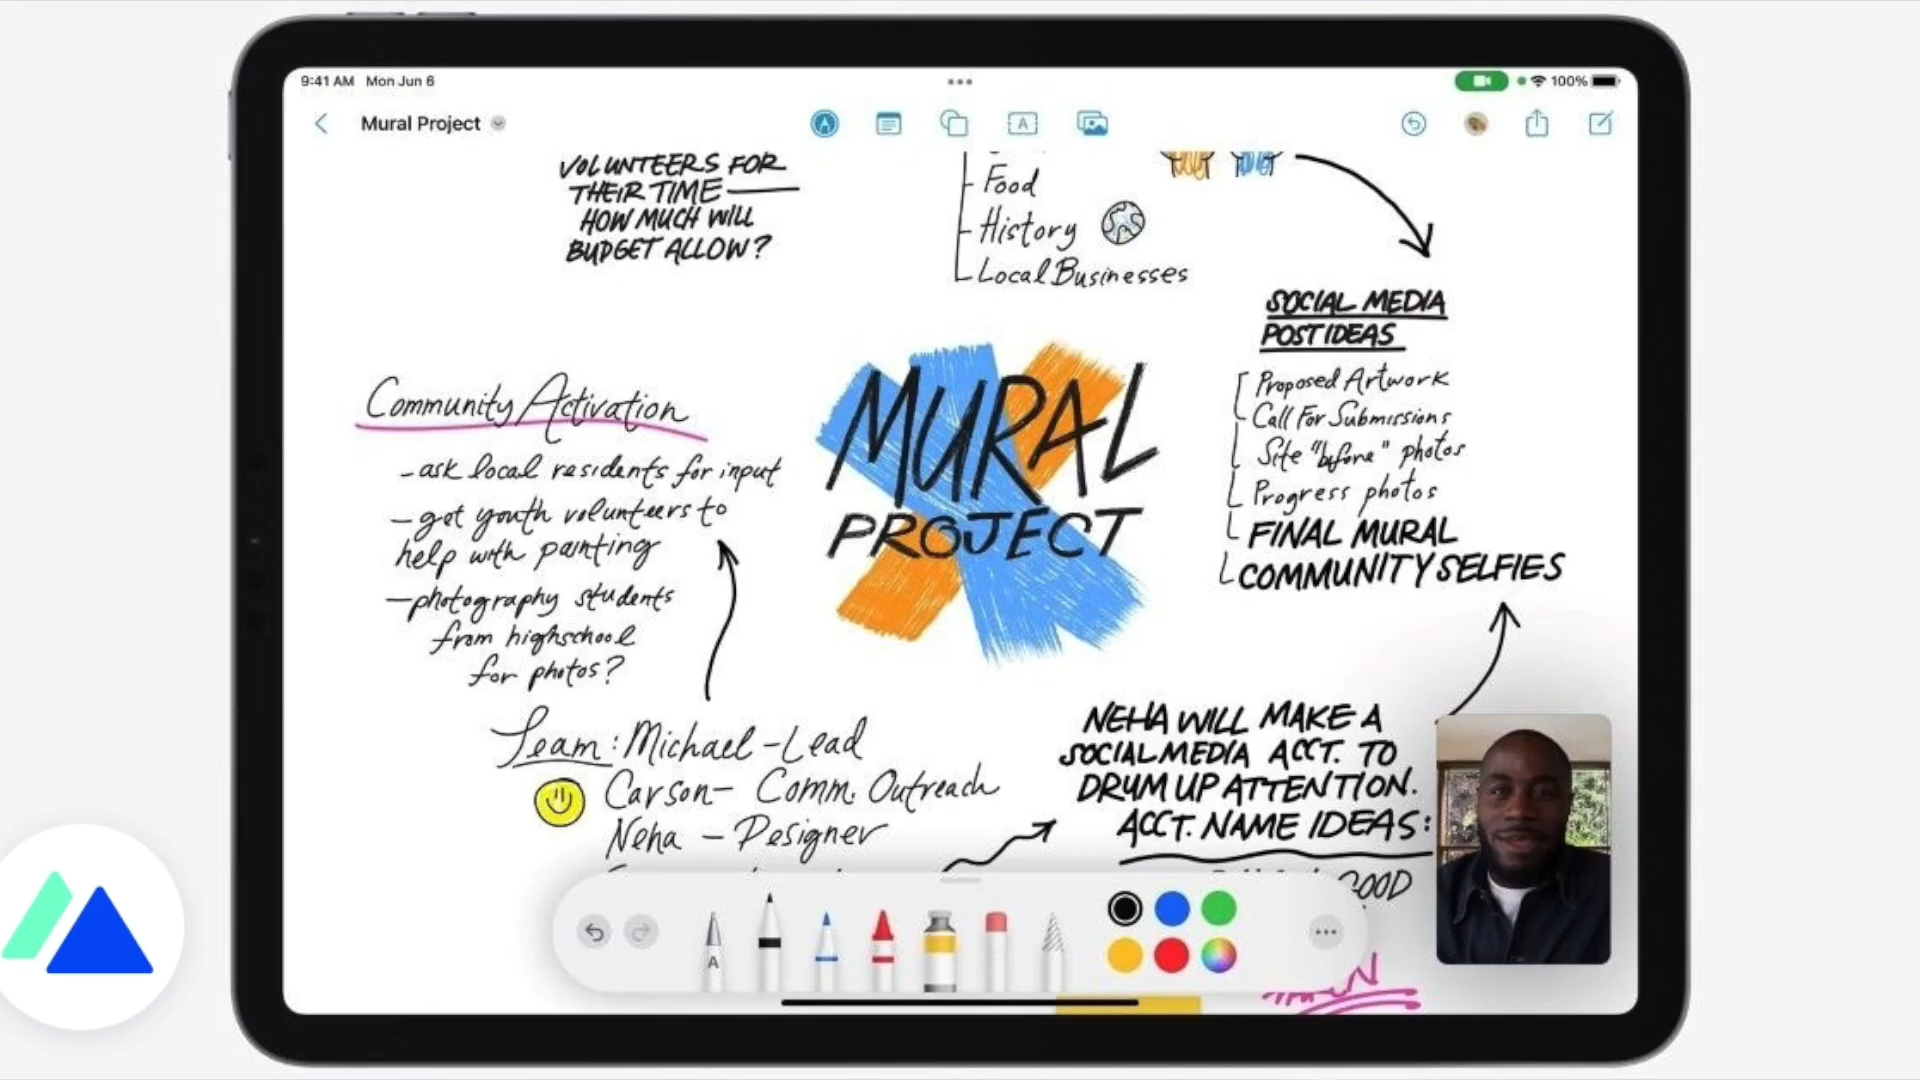 9:41 AM Mon Jun 6
100%
Mural Project
A
VOLUNTEERS FOR
THEIR TIME
HOW MUCH WILL
BUDGET ALLOW?
Food
History
Local Businesses
SOCIAL MEDIA
POST IDEAS
Proposed Artwork
Call For Submissions
Site "before" photos
Progress photos
FINAL MURAL
COMMUNITY SELFIES
Community Activation
- ask local residents for input
- get youth volunteers to
help with painting
- photography students
from highschool
for photos?
MURAL
PROJECT
Team: Michael - Lead
Carson - Comm. Outreach
Neha - Designer
NEHA WILL MAKE A
SOCIAL MEDIA ACCT. TO
DRUM UP ATTENTION.
ACCT. NAME IDEAS:
GOOD
A